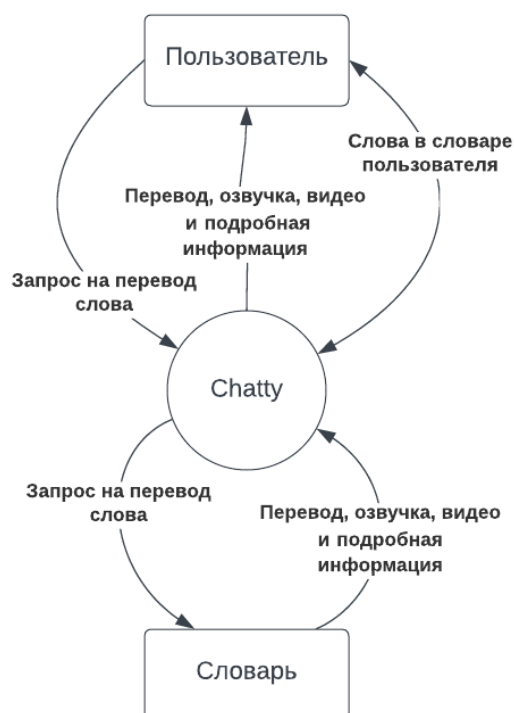 Пользователь
Слова в словаре
пользователя
Перевод, озвучка, видео
и подробная
информация
Запрос на перевод
слова
Chatty
Запрос на перевод
слова
Перевод, озвучка, видео
и подробная
информация
Словарь